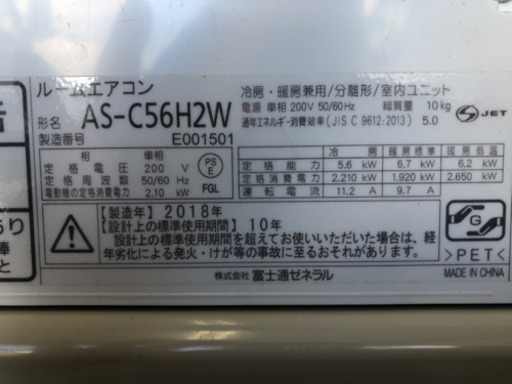 ルームエアコン
形名 AS-C56H2W
製造番号 E001501
冷房・暖房兼用/分離形/室内ユニット
電源 単相 200V 50/60Hz 総質量 10kg
通年エネルギー消費効率(JIS C 9612:2013) 5.0
S JET
相数 単相
定格電圧 200 V
定格周波数 50/60 Hz
電動機の定格消費電力 2.10 kW
PS
E
FGL
冷房 暖房標準 暖房低温
定格能力 5.6 kW 6.7 kW 6.2 kW
定格消費電力 2.210 kW 1.920 kW 2.650 kW
運転電流 11.2 A 9.7 A
【製造年】2018年
【設計上の標準使用期間】10年
設計上の標準使用期間を超えてお使いいただいた場合は、経
年劣化による発火・けが等の事故に至るおそれがあります。
G
>PET<
MADE IN CHINA
株式会社 富士通ゼネラル
あり
棒
と